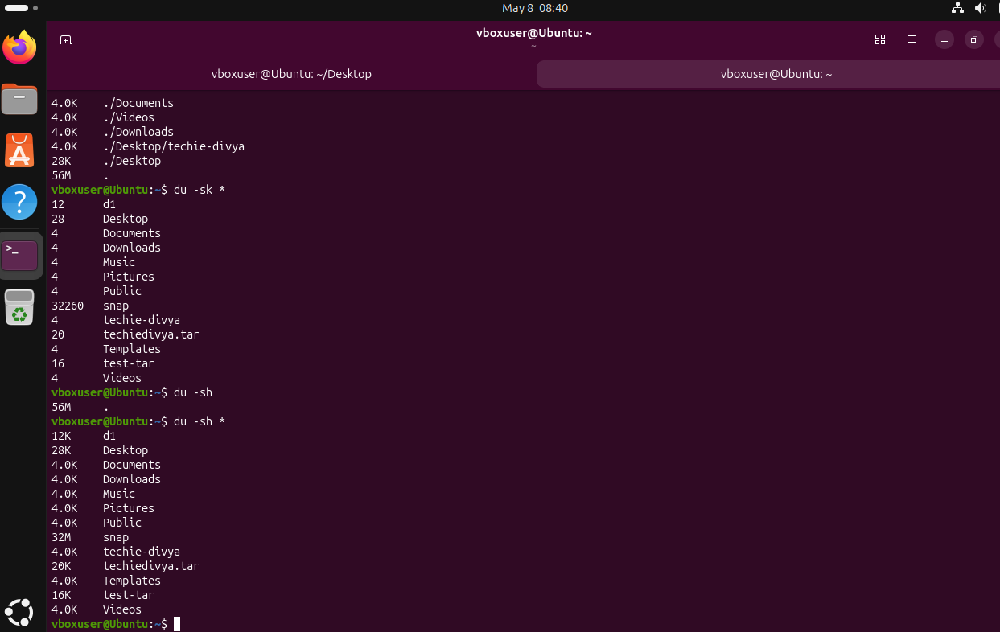 May 8 08:40
vboxuser@Ubuntu: ~
~
vboxuser@Ubuntu: ~/Desktop
vboxuser@Ubuntu: ~
4.0K ./Documents
4.0K ./Videos
4.0K ./Downloads
4.0K ./Desktop/techie-divya
28K ./Desktop
56M .
vboxuser@Ubuntu:~$ du -sk *
12 d1
28 Desktop
4 Documents
4 Downloads
4 Music
4 Pictures
4 Public
32260 snap
4 techie-divya
20 techiedivya.tar
4 Templates
16 test-tar
4 Videos
vboxuser@Ubuntu:~$ du -sh
56M .
vboxuser@Ubuntu:~$ du -sh *
12K d1
28K Desktop
4.0K Documents
4.0K Downloads
4.0K Music
4.0K Pictures
4.0K Public
32M snap
4.0K techie-divya
20K techiedivya.tar
4.0K Templates
16K test-tar
4.0K Videos
vboxuser@Ubuntu:~$